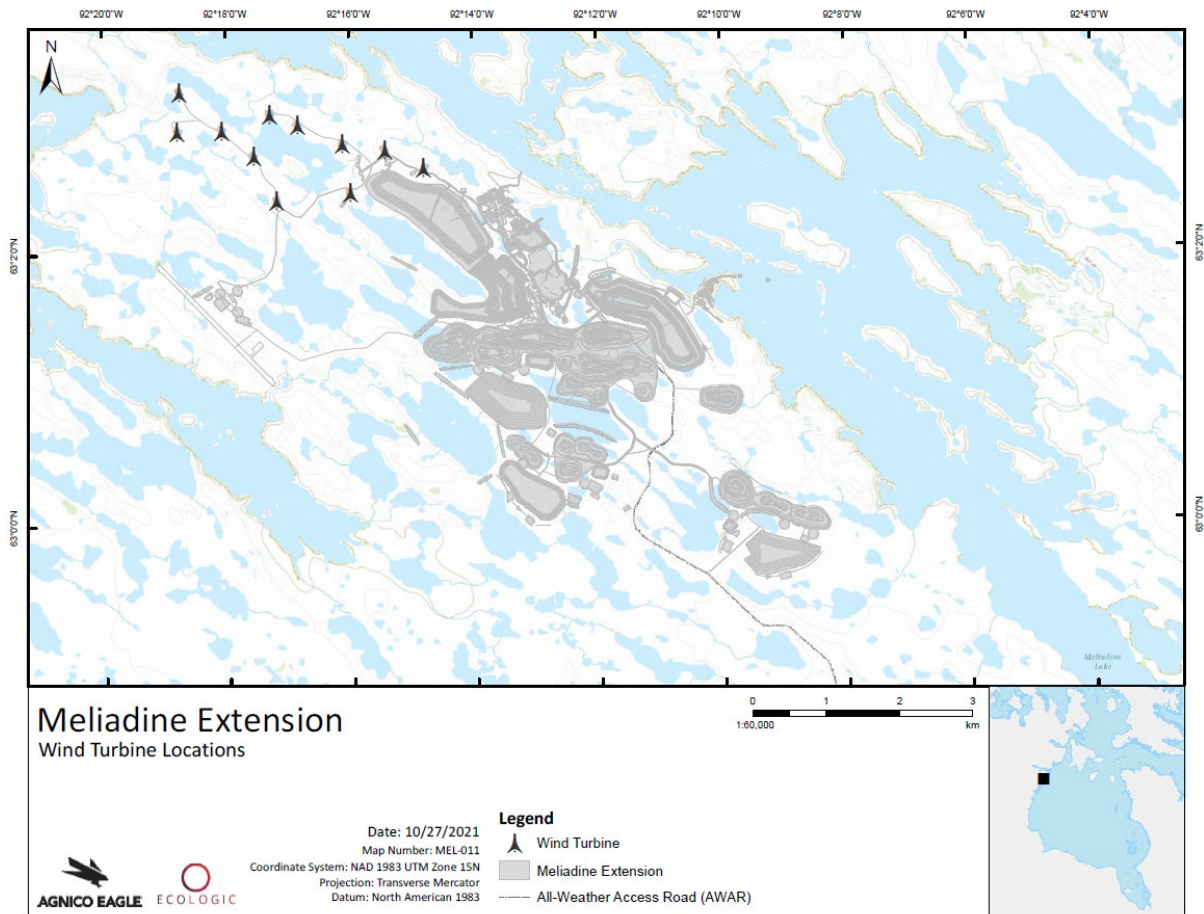 92°20'0"W 92°18'0"W 92°16'0"W 92°14'0"W 92°12'0"W 92°10'0"W 92°8'0"W 92°6'0"W 92°4'0"W
N
63°2'0"N 63°2'0"N
63°0'0"N 63°0'0"N
Meliadine
Lake
Meliadine Extension
Wind Turbine Locations
0 1 2 3
1:60,000 km
Date: 10/27/2021
Map Number: MEL-011
Coordinate System: NAD 1983 UTM Zone 15N
Projection: Transverse Mercator
Datum: North American 1983
AGNICO EAGLE
ECOLOGIC
Legend
Wind Turbine
Meliadine Extension
All-Weather Access Road (AWAR)